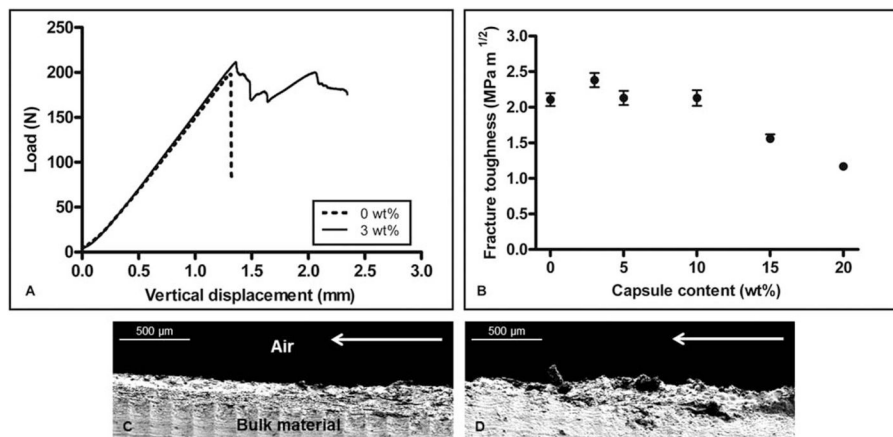 250
200
150
100
50
0
Load (N)
0.0 0.5 1.0 1.5 2.0 2.5 3.0
Vertical displacement (mm)
0 wt%
3 wt%
A
3.0
2.5
2.0
1.5
1.0
0.5
0.0
Fracture toughness (MPa m 1/2)
0 5 10 15 20
Capsule content (wt%)
B
500 µm
Air
C
Bulk material
500 µm
D